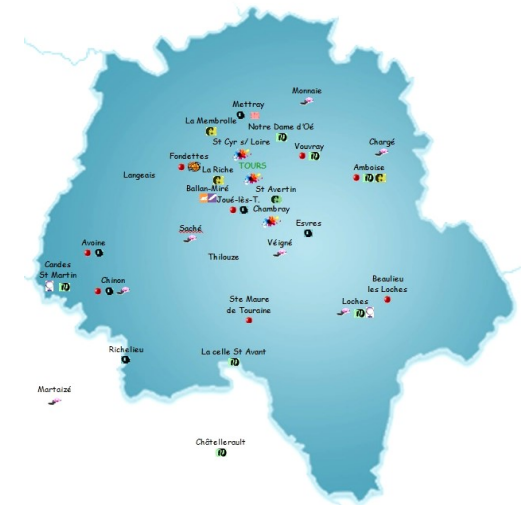 Monnaie
Mettray
La Membrolle
Notre Dame d'Oé
St Cyr s/ Loire
Vouvray
Chargé
Fondettes
TOURS
La Riche
Amboise
Langeais
Ballan-Miré
St Avertin
Joué-lès-T.
Chambray
Esvres
Saché
Avoine
Véigné
Thilouze
Candes
St Martin
Chinon
Beaulieu
les Loches
Ste Maure
de Touraine
Loches
Richelieu
La celle St Avant
Martaizé
Châtellerault